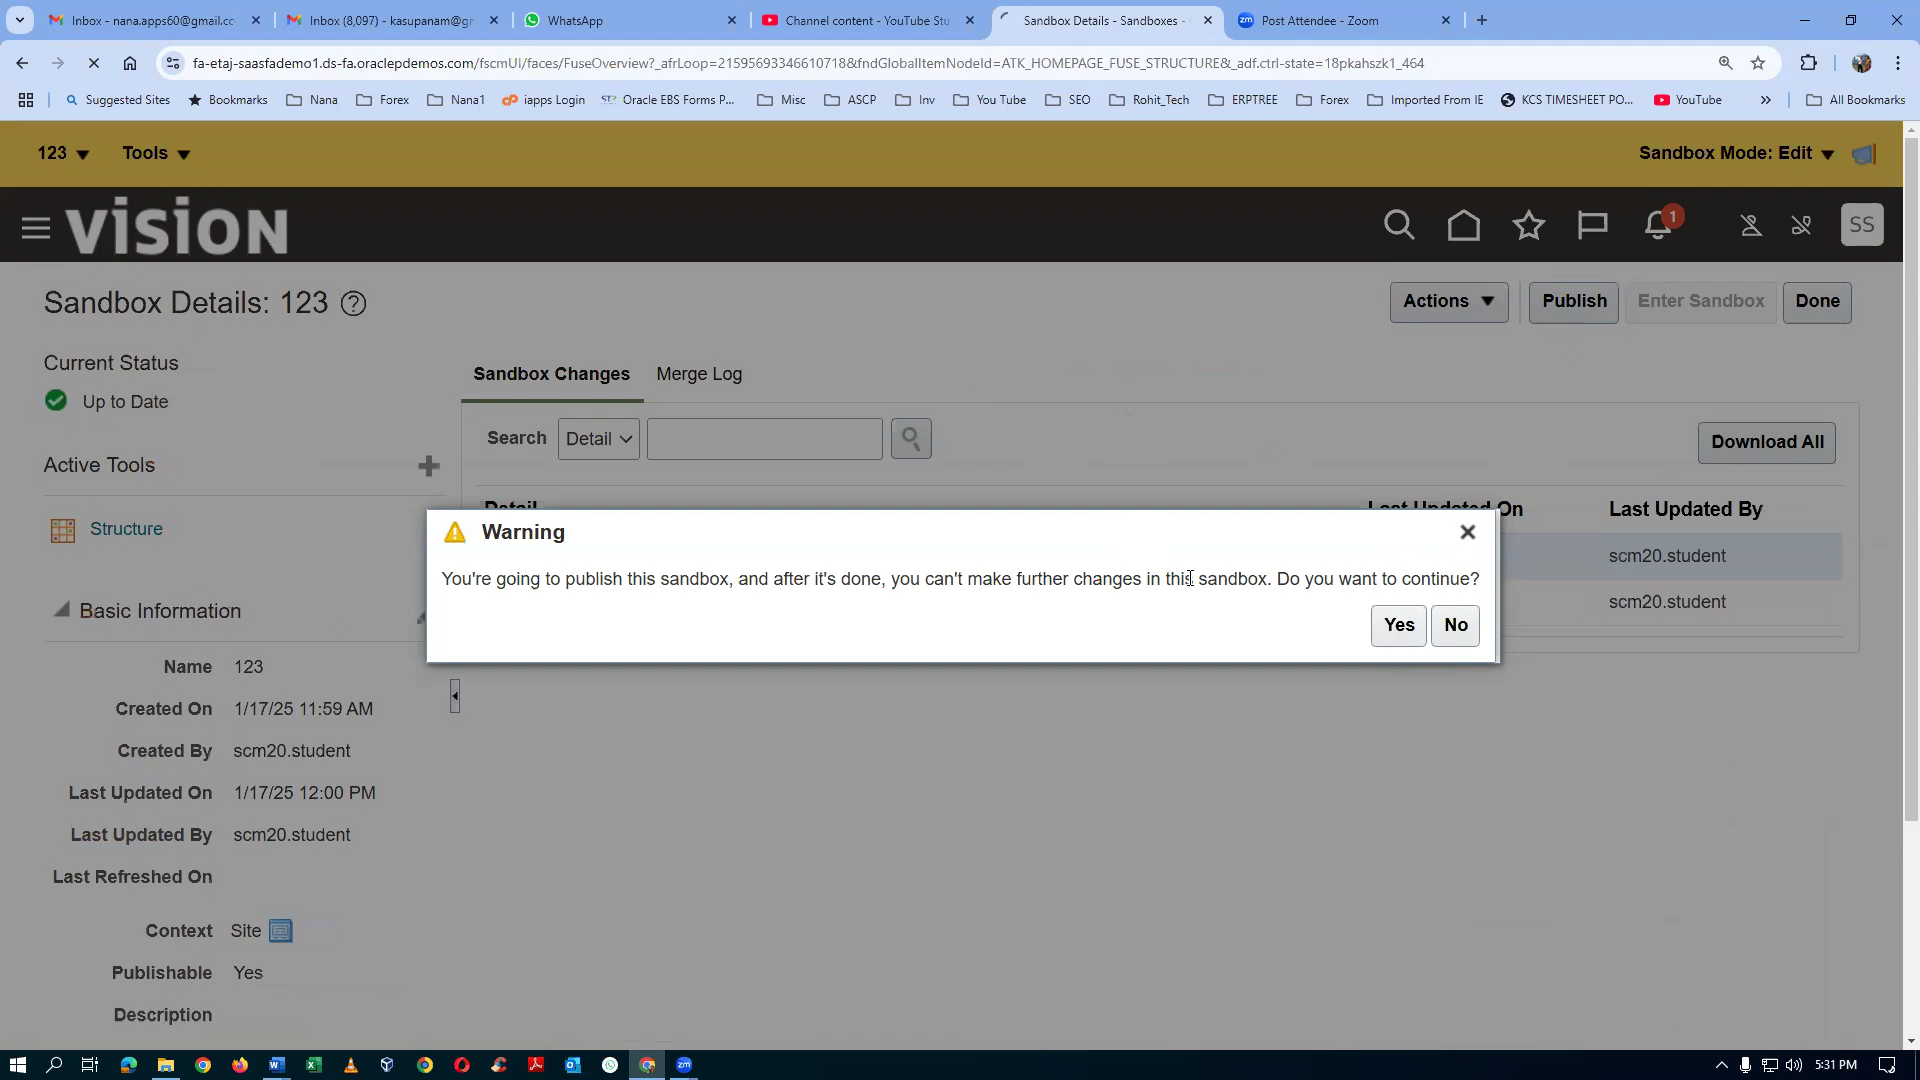 Inbox - nana.apps60@gmail.co
Inbox (8,097) - kasupanam@gr
WhatsApp
Channel content - YouTube Stu
Sandbox Details - Sandboxes -
Post Attendee - Zoom
fa-etaj-saasfademo1.ds-fa.oraclepdemos.com/fscmUI/faces/FuseOverview?_afrLoop=21595693346610718&fndGlobalItemNodeId=ATK_HOMEPAGE_FUSE_STRUCTURE&_adf.ctrl-state=18pkahszk1_464
Suggested Sites Bookmarks Nana Forex Nana1 iapps Login Oracle EBS Forms P... Misc ASCP Inv You Tube SEO Rohit_Tech ERPTREE Forex Imported From IE KCS TIMESHEET PO... YouTube » All Bookmarks
123 Tools Sandbox Mode: Edit
vision 1 SS
Sandbox Details: 123 ? Actions Publish Enter Sandbox Done
Current Status
Up to Date
Sandbox Changes Merge Log
Search Detail Download All
Active Tools
Structure
Detail Last Updated On Last Updated By
scm20.student
scm20.student
Warning
You're going to publish this sandbox, and after it's done, you can't make further changes in this sandbox. Do you want to continue?
Yes No
Basic Information
Name 123
Created On 1/17/25 11:59 AM
Created By scm20.student
Last Updated On 1/17/25 12:00 PM
Last Updated By scm20.student
Last Refreshed On
Context Site
Publishable Yes
Description
5:31 PM